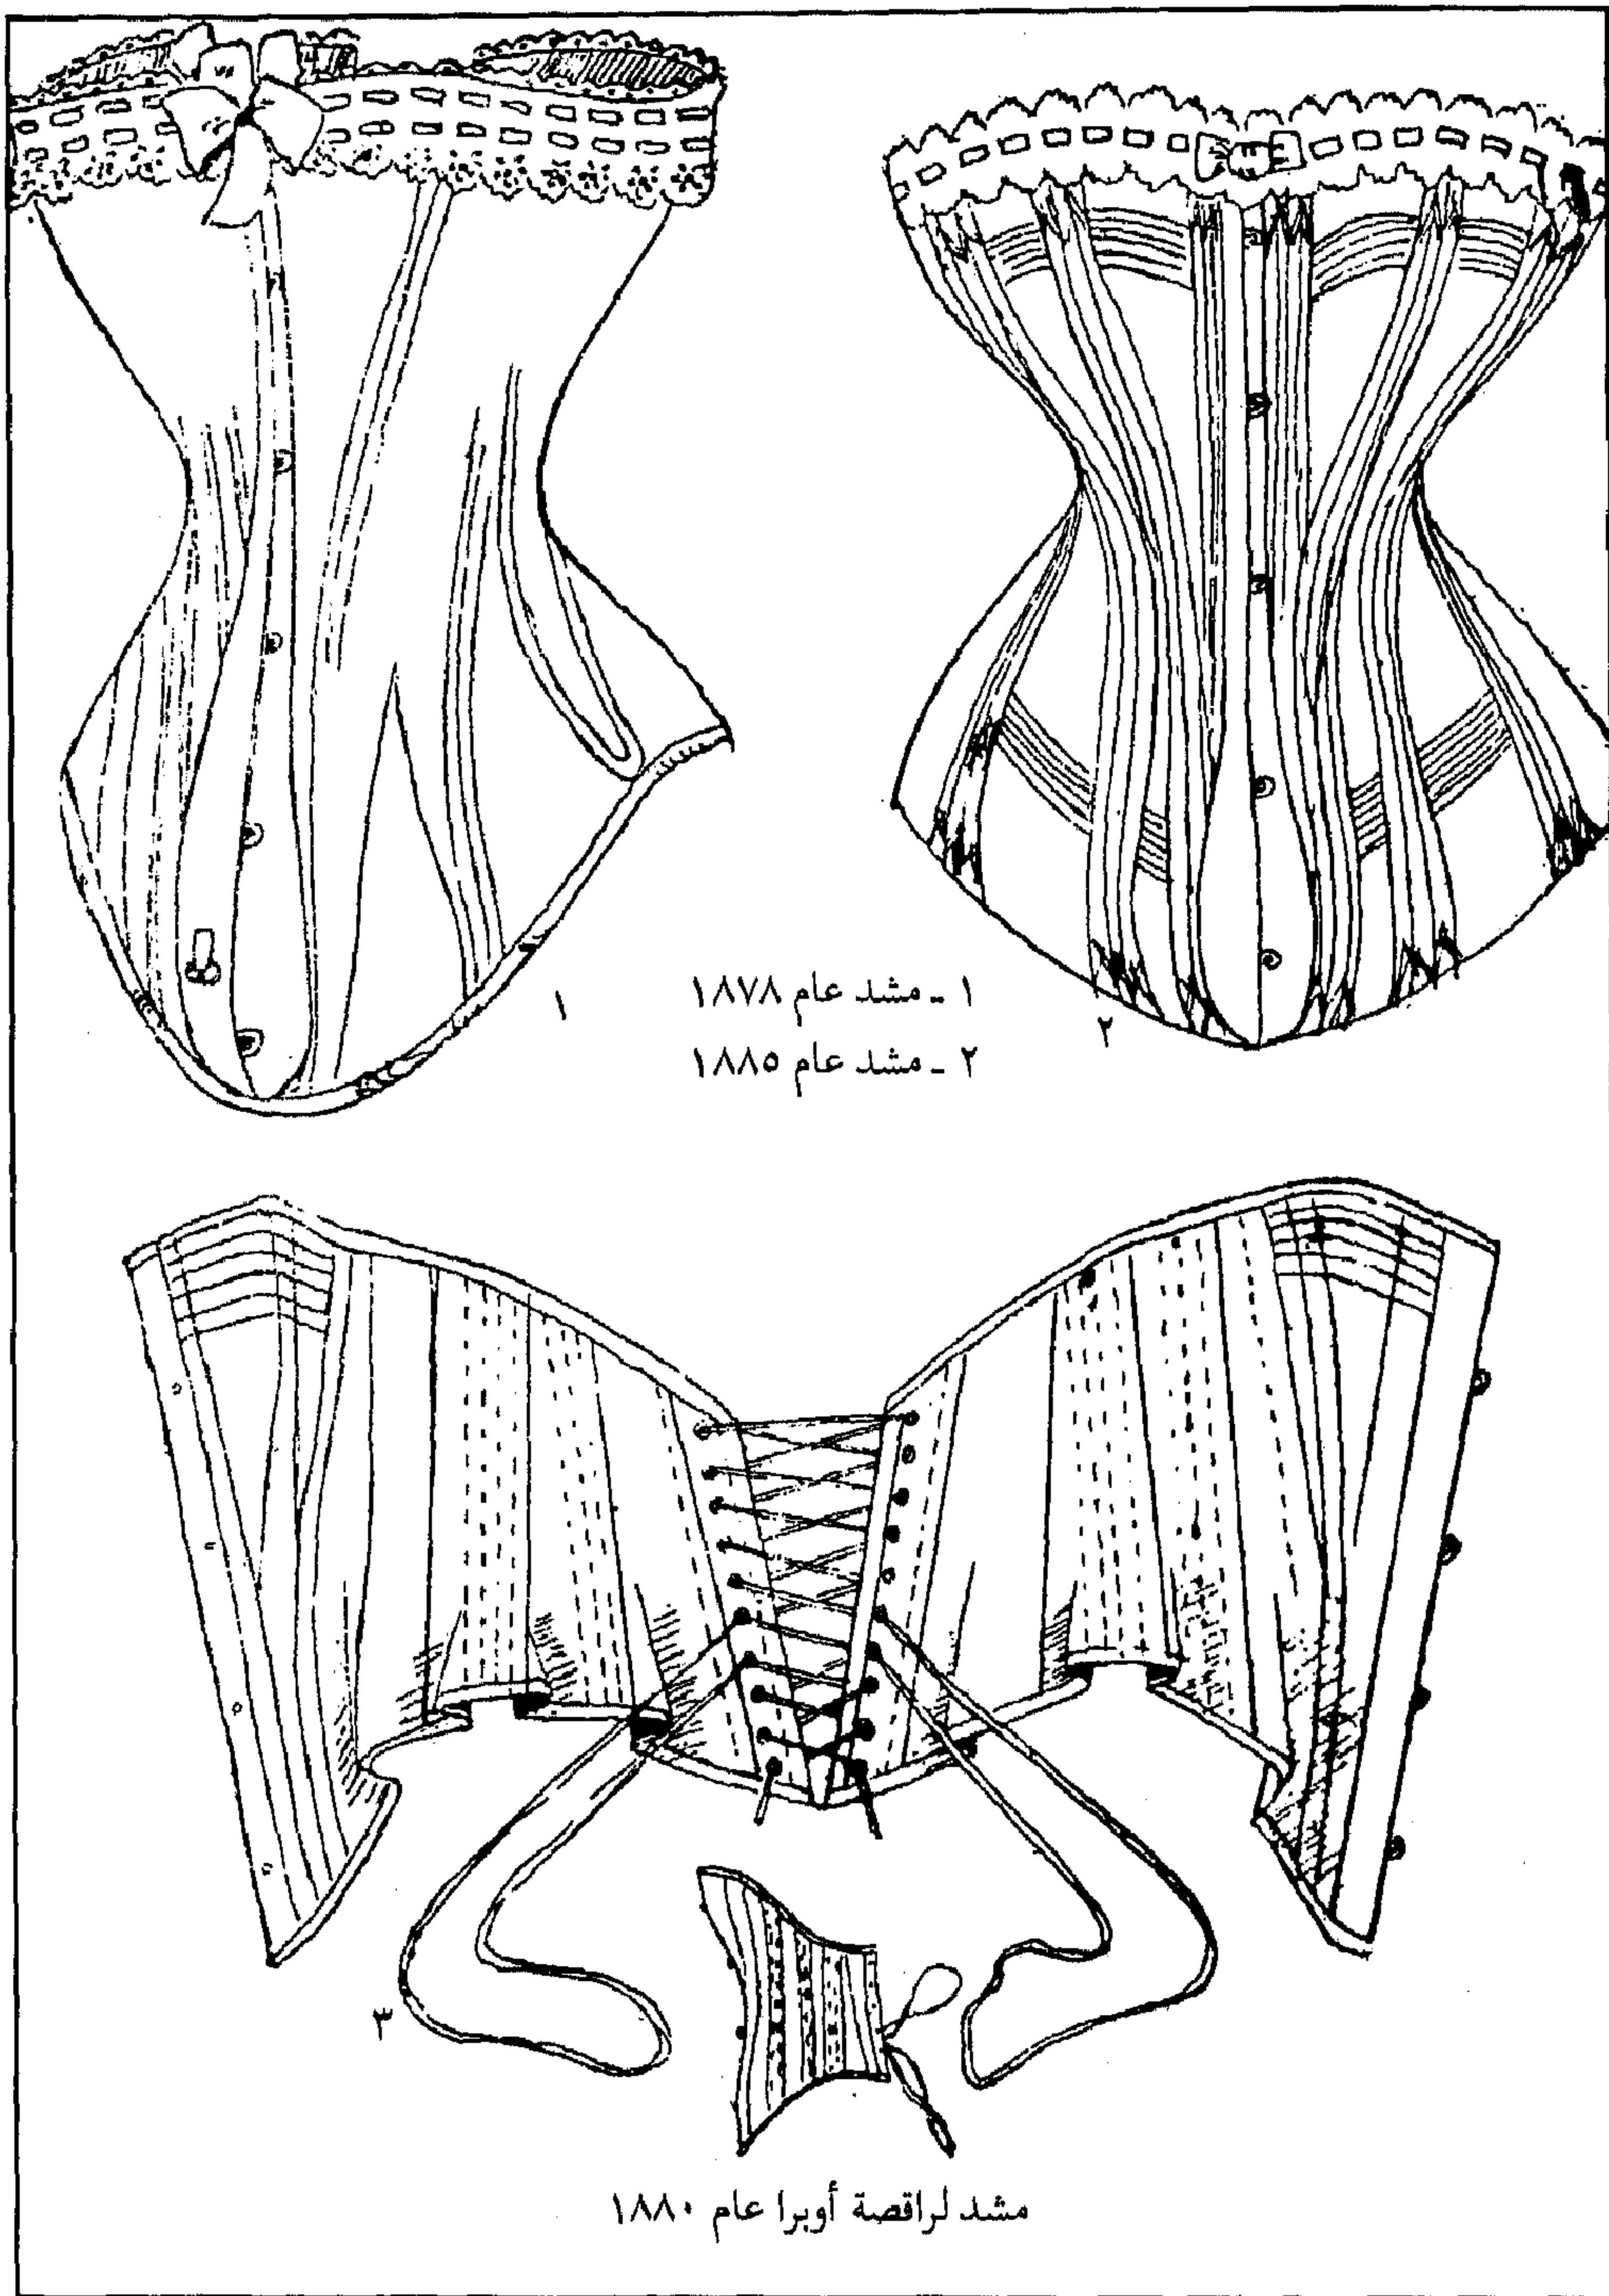 ١ ـ مشد عام ١٨٧٨
١
٢ ـ مشد عام ١٨٨٥
٢
٣
مشد لراقصة أوبرا عام ١٨٨٠